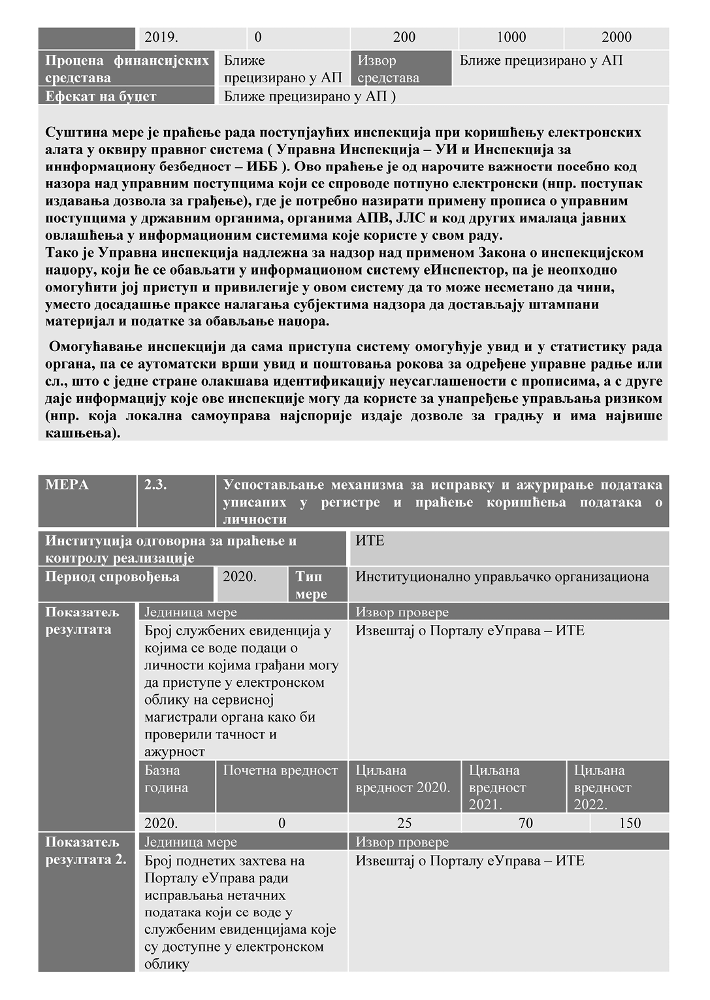 2019. 0 200 1000 2000
Процена финансијских средства Ближе прецизирано у АП Извор средства Ближе прецизирано у АП
Ефекат на буџет Ближе прецизирано у АП )
Суштина мере је праћење рада поступјаућих инспекција при коришћењу електронских
алата у оквиру правног система ( Управна Инспекција – УИ и Инспекција за
иннформациону безбедност – ИББ ). Ово праћење је од нарочите важности посебно код
назора над управним поступцима који се спроводе потпуно електронски (нпр. поступак
издавања дозвола за грађење), где је потребно назирати примену прописа о управним
поступцима у државним органима, органима АПВ, ЈЛС и код других ималаца јавних
овлашћења у информационим системима које користе у свом раду.
Тако је Управна инспекција надлежна за надзор над применом Закона о инспекцијском
наџору, који ће се обављати у информационом систему еИнспектор, па је неопходно
омогућити јој приступ и привилегије у овом систему да то може несметано да чини,
уместо досадашње праксе налагања субјектима надзора да достављају штампани
материјал и податке за обављање наџора.
Омогућавање инспекцији да сама приступа систему омогућује увид и у статистику рада
органа, па се аутоматски врши увид и поштовања рокова за одређене управне радње или
сл., што с једне стране олакшава идентификацију неусаглашености с прописима, а с друге
даје информацију које ове инспекције могу да користе за унапређење управљања ризиком
(нпр. која локална самоуправа најспорије издаје дозволе за градњу и има највише
кашњења).
МЕРА 2.3. Успостављање механизма за исправку и ажурирање података
уписаних у регистре и праћење коришћења података о
личности
Институција одговорна за праћење и
контролу реализације
ИТЕ
Период спровођења 2020. Тип
мере
Институционално управљачко организациона
Показатељ
резултата
Јединица мере Извор провере
Број службених евиденција у
којима се воде подаци о
личности којима грађани могу
да приступе у електронском
облику на сервисној
магистрали органа како би
проверили тачност и
ажурност
Извештај о Порталу еУправа – ИТЕ
Базна
година
Почетна вредност
Циљана
вредност 2020.
Циљана
вредност
2021.
Циљана
вредност
2022.
2020. 0 25 70 150
Показатељ
резултата 2.
Јединица мере Извор провере
Број поднетих захтева на
Порталу еУправа ради
исправљања нетачних
података који се воде у
службеним евиденцијама које
су доступне у електронском
облику
Извештај о Порталу еУправа – ИТЕ